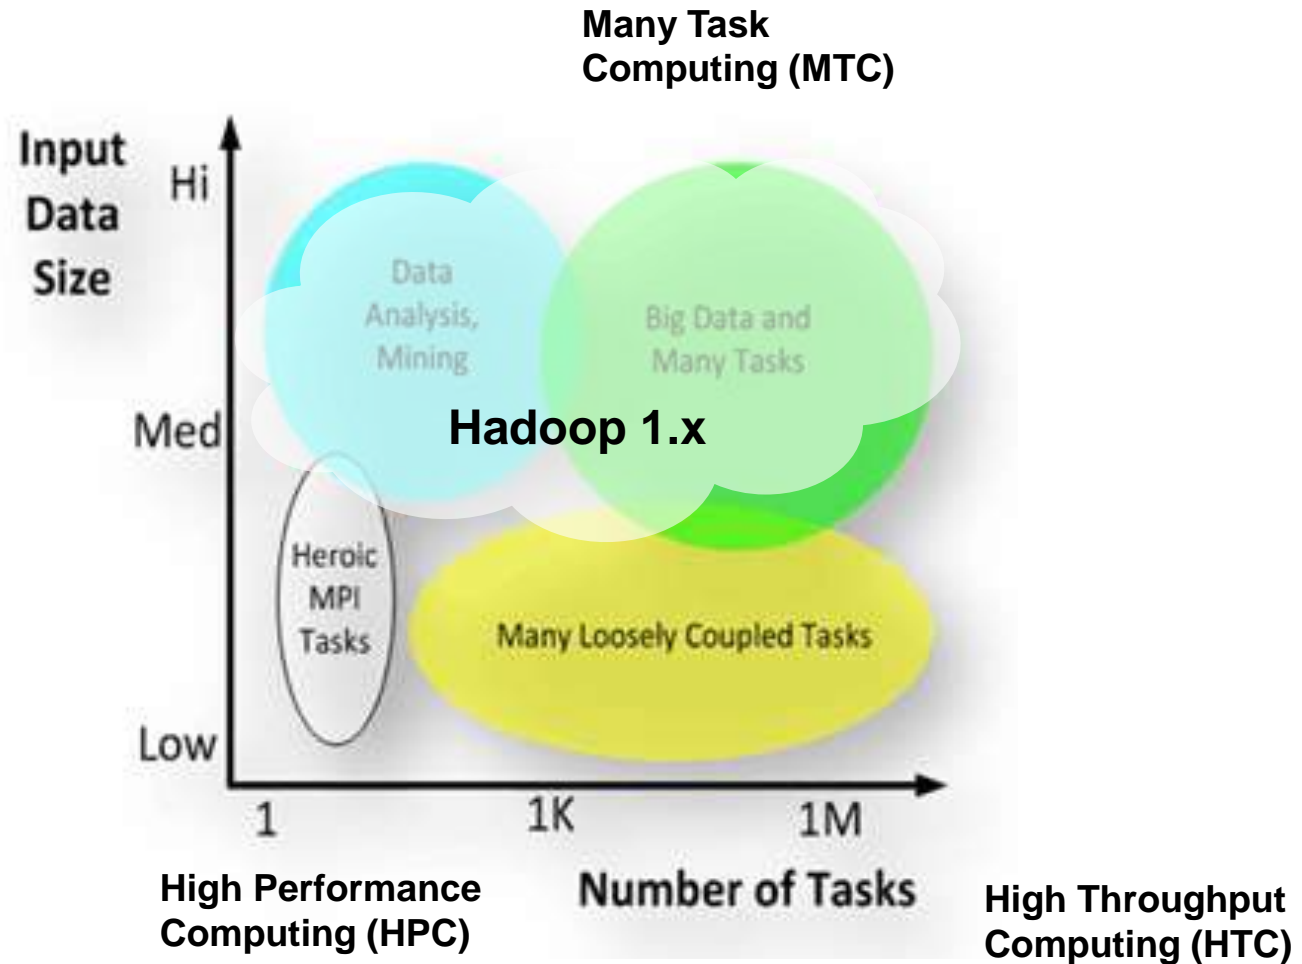 Many Task
Computing (MTC)
Input
Data
Size
Hi
Data
Analysis,
Mining
Big Data and
Many Tasks
Med
Hadoop 1.x
Heroic
MPI
Tasks
Many Loosely Coupled Tasks
Low
1
1K
1M
High Performance
Computing (HPC)
Number of Tasks
High Throughput
Computing (HTC)